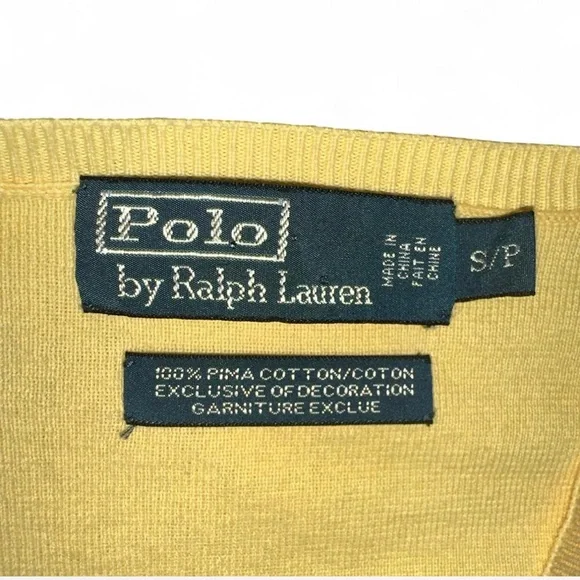 Polo
by Ralph Lauren
MADE IN
CHINA
FAIT EN
CHINE
S/P
100% PIMA COTTON/COTON
EXCLUSIVE OF DECORATION
GARNITURE EXCLUE